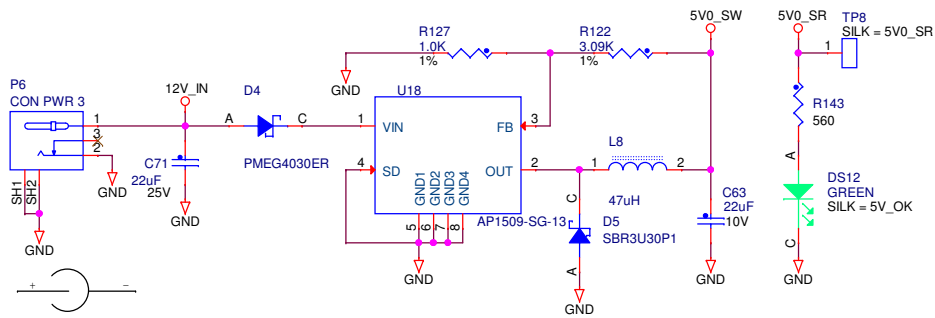 5V0_SW
5V0_SR
TP8
SILK = 5V0_SR
1
R127
1.0K
1%
R122
3.09K
1%
GND
P6
CON PWR 3
12V_IN
D4
U18
R143
560
1
3
2
A
C
1
VIN
FB
3
PMEG4030ER
C71
22uF
25V
4
SD
OUT
2
1
L8
2
47uH
GND
SH1
SH2
GND
GND
GND1
GND2
GND3
GND4
5
6
7
8
AP1509-SG-13
C
D5
SBR3U30P1
A
C63
22uF
10V
A
DS12
GREEN
SILK = 5V_OK
C
GND
GND
GND
GND
GND
+
−